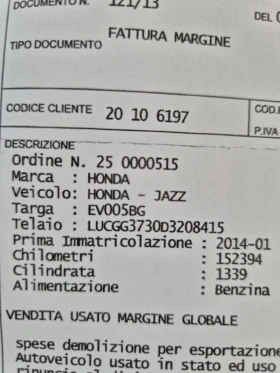 DOCUMENTO N. 121/13
DEL
TIPO DOCUMENTO FATTURA MARGINE
CODICE CLIENTE 20 10 6197
COD.F
P.IVA
DESCRIZIONE
Ordine N. 25 0000515
Marca : HONDA
Veicolo: HONDA - JAZZ
Targa : EV005BG
Telaio : LUCGG3730D3208415
Prima Immatricolazione : 2014-01
Chilometri : 152394
Cilindrata : 1339
Alimentazione : Benzina
VENDITA USATO MARGINE GLOBALE
spese demolizione per esportazione
Autoveicolo usato in stato ed uso